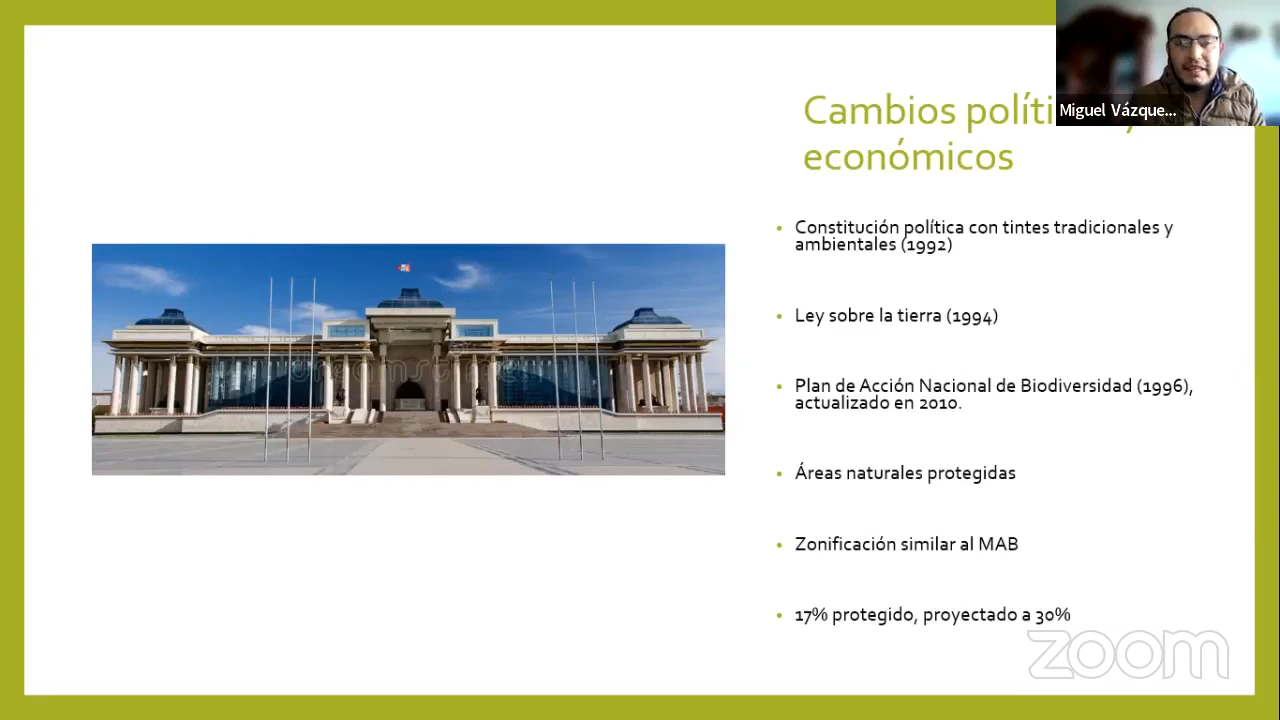 Miguel Vázque...
Cambios políti
económicos
• Constitución política con tintes tradicionales y
ambientales (1992)
• Ley sobre la tierra (1994)
• Plan de Acción Nacional de Biodiversidad (1996),
actualizado en 2010.
• Áreas naturales protegidas
• Zonificación similar al MAB
• 17% protegido, proyectado a 30%
zoom
dreamstime